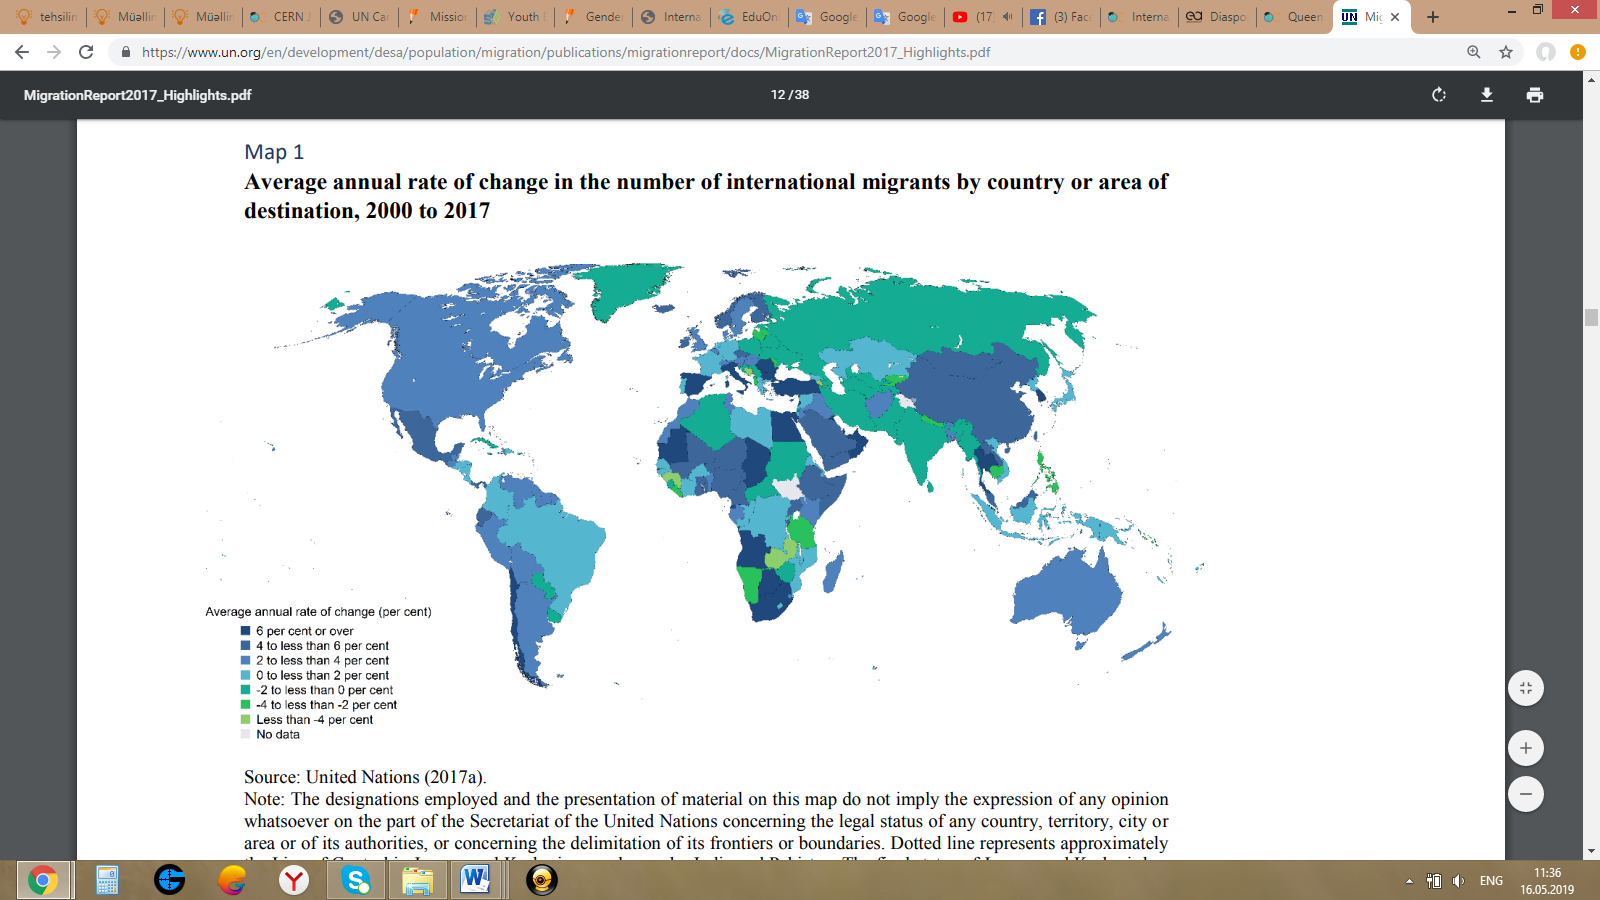 tehsilin
Müəllin
Müəllin
CERN
UN Car
Mission
Youth
Gende
Interna
EduOn
Google
Google
(17)
(3) Fac
Interna
Diaspo
Queen
UN Mi
https://www.un.org/en/development/desa/population/migration/publications/migrationreport/docs/MigrationReport2017_Highlights.pdf
MigrationReport2017_Highlights.pdf
12 / 38
Map 1
Average annual rate of change in the number of international migrants by country or area of
destination, 2000 to 2017
Average annual rate of change (per cent)
6 per cent or over
4 to less than 6 per cent
2 to less than 4 per cent
0 to less than 2 per cent
-2 to less than 0 per cent
-4 to less than -2 per cent
Less than -4 per cent
No data
Source: United Nations (2017a).
Note: The designations employed and the presentation of material on this map do not imply the expression of any opinion
whatsoever on the part of the Secretariat of the United Nations concerning the legal status of any country, territory, city or
area or of its authorities, or concerning the delimitation of its frontiers or boundaries. Dotted line represents approximately
ENG
11:36
16.05.2019